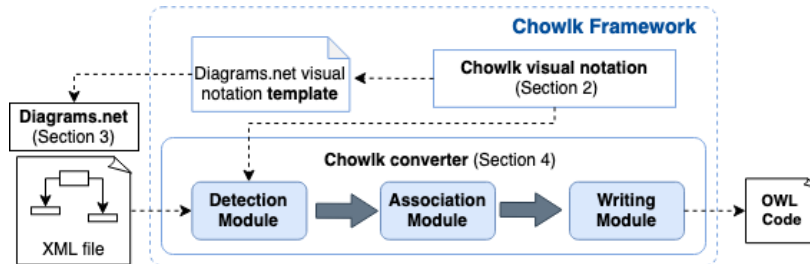 Chowlk Framework
Diagrams.net visual
notation template
Chowlk visual notation
(Section 2)
Diagrams.net
(Section 3)
Chowlk converter (Section 4)
Detection
Module
Association
Module
Writing
Module
XML file
OWL
Code